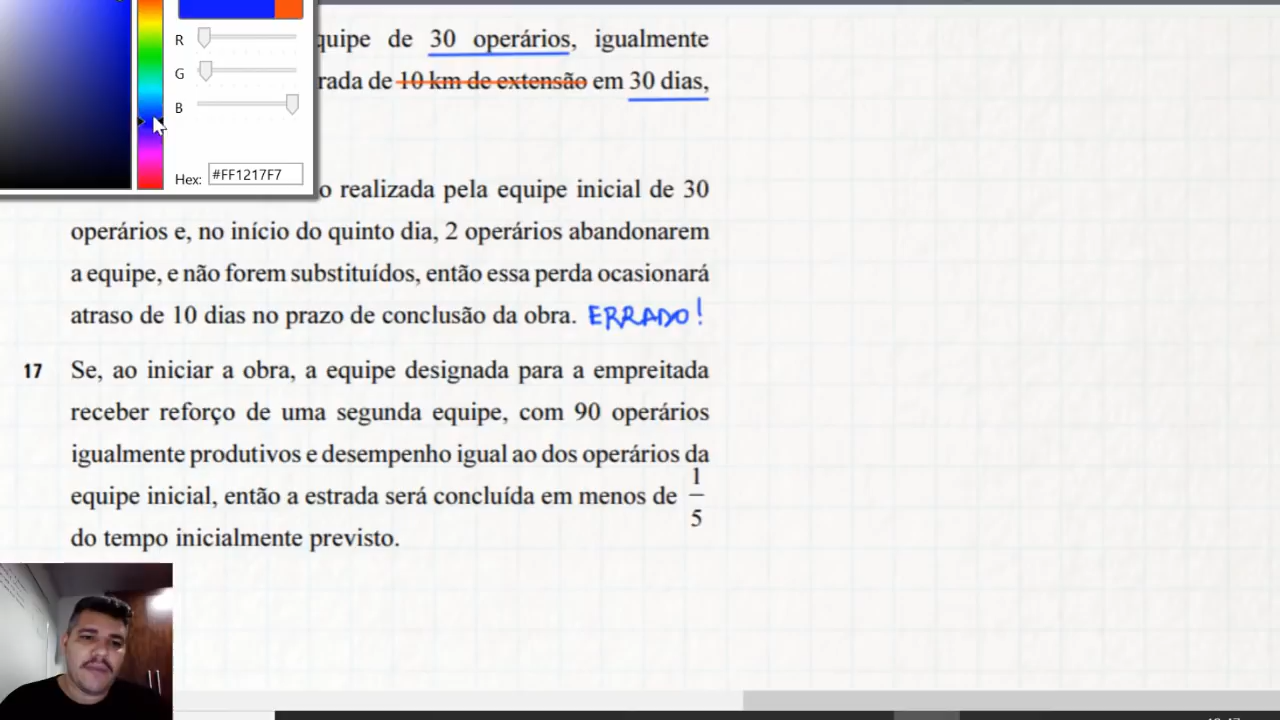 R
quipe de 30 operários, igualmente
G
rada de 10 km de extensão em 30 dias,
B
Hex: #FF1217F7
o realizada pela equipe inicial de 30
operários e, no início do quinto dia, 2 operários abandonarem
a equipe, e não forem substituídos, então essa perda ocasionará
atraso de 10 dias no prazo de conclusão da obra. ERRADO!
17 Se, ao iniciar a obra, a equipe designada para a empreitada
receber reforço de uma segunda equipe, com 90 operários
igualmente produtivos e desempenho igual ao dos operários da
equipe inicial, então a estrada será concluída em menos de 1/5
do tempo inicialmente previsto.